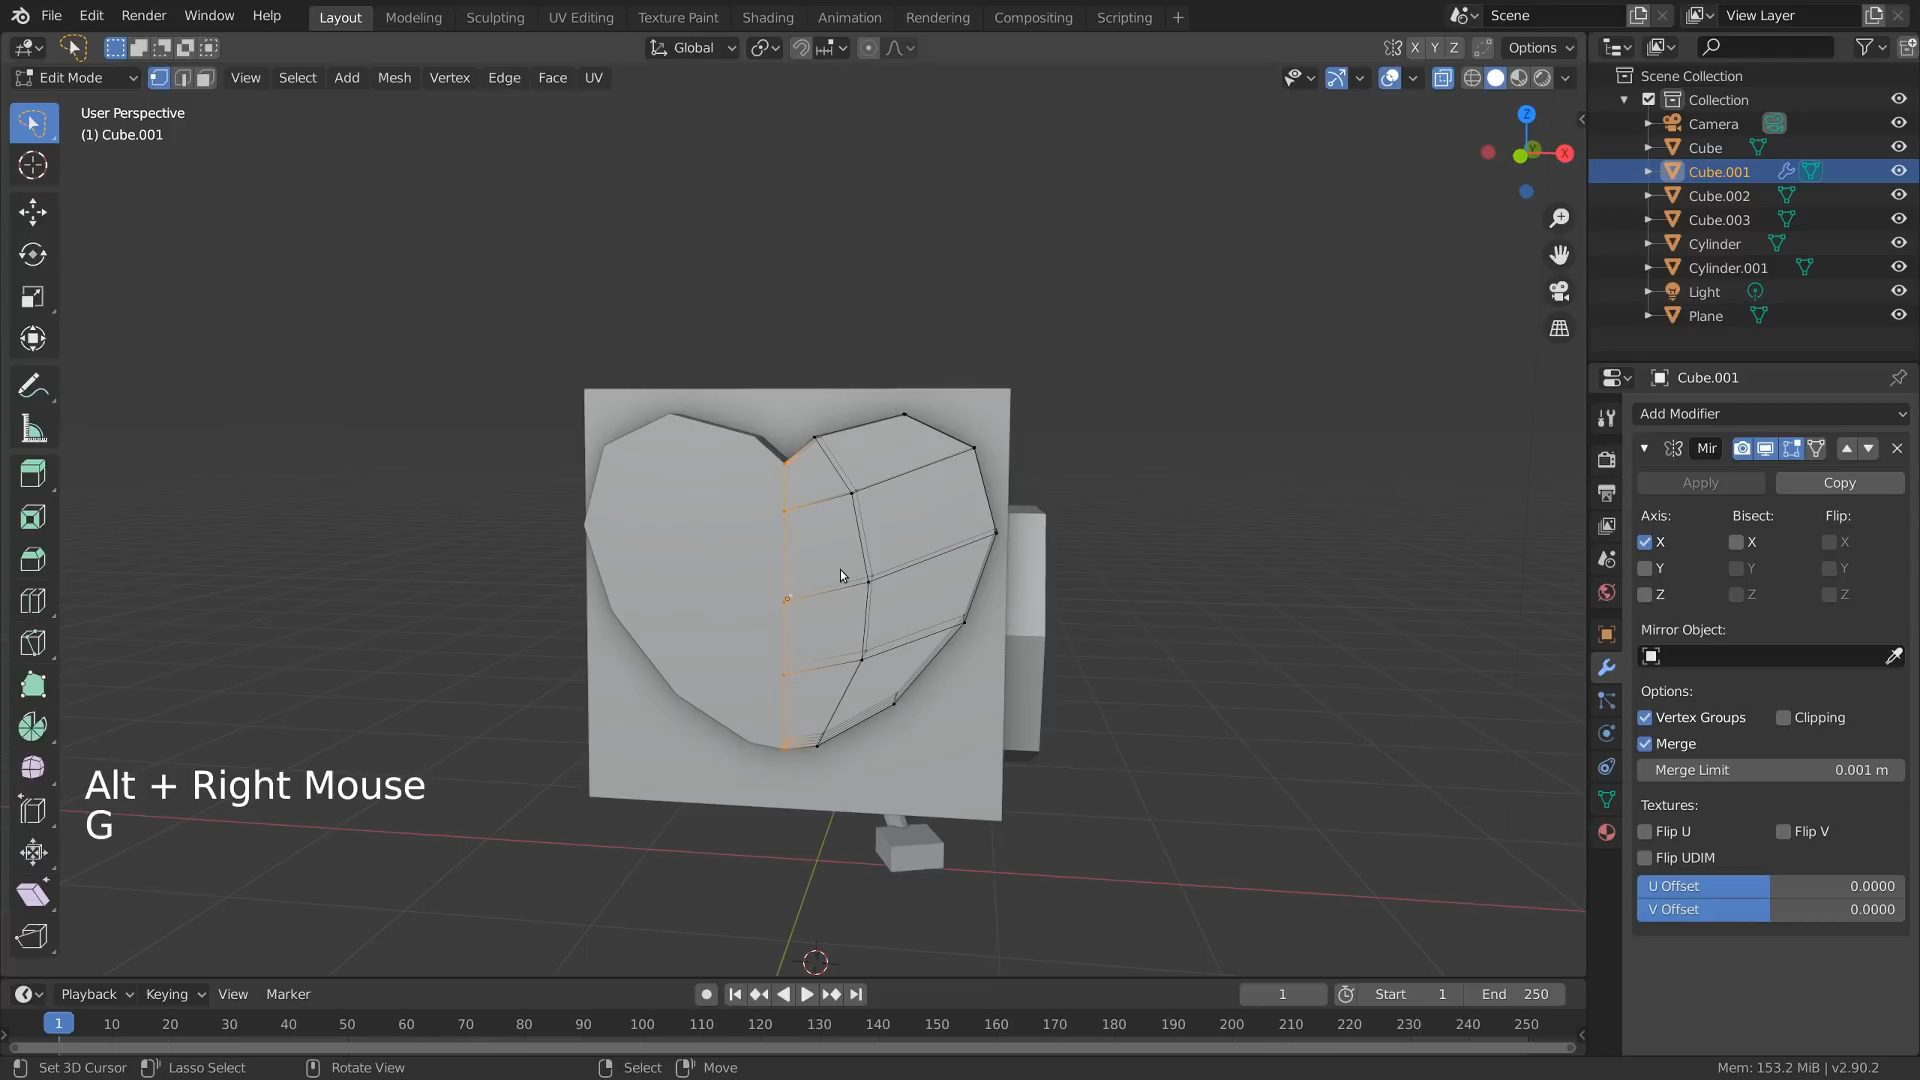 File Edit Render Window Help
Layout Modeling Sculpting UV Editing Texture Paint Shading Animation Rendering Compositing Scripting +
Scene
View Layer
Global
X Y Z Options
Edit Mode View Select Add Mesh Vertex Edge Face UV
User Perspective
(1) Cube.001
Z
Y
X
Scene Collection
Collection
Camera
Cube
Cube.001
Cube.002
Cube.003
Cylinder
Cylinder.001
Light
Plane
Cube.001
Add Modifier
Mir
Apply Copy
Axis: Bisect: Flip:
X X X
Y Y Y
Z Z Z
Mirror Object:
Options:
Vertex Groups Clipping
Merge
Merge Limit 0.001 m
Textures:
Flip U Flip V
Flip UDIM
U Offset 0.0000
V Offset 0.0000
Alt + Right Mouse
G
Playback Keying View Marker
1 Start 1 End 250
1 10 20 30 40 50 60 70 80 90 100 110 120 130 140 150 160 170 180 190 200 210 220 230 240 250
Set 3D Cursor Lasso Select Rotate View Select Move Mem: 153.2 MiB | v2.90.2